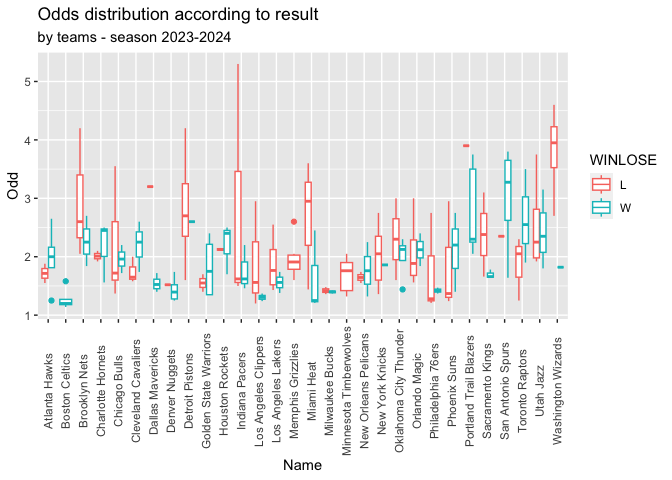 Odds distribution according to result
by teams - season 2023-2024
Odd
5
4
3
2
1
Atlanta Hawks
Boston Celtics
Brooklyn Nets
Charlotte Hornets
Chicago Bulls
Cleveland Cavaliers
Dallas Mavericks
Denver Nuggets
Detroit Pistons
Golden State Warriors
Houston Rockets
Indiana Pacers
Los Angeles Clippers
Los Angeles Lakers
Memphis Grizzlies
Miami Heat
Milwaukee Bucks
Minnesota Timberwolves
New Orleans Pelicans
New York Knicks
Oklahoma City Thunder
Orlando Magic
Philadelphia 76ers
Phoenix Suns
Portland Trail Blazers
Sacramento Kings
San Antonio Spurs
Toronto Raptors
Utah Jazz
Washington Wizards
Name
WINLOSE
L
W